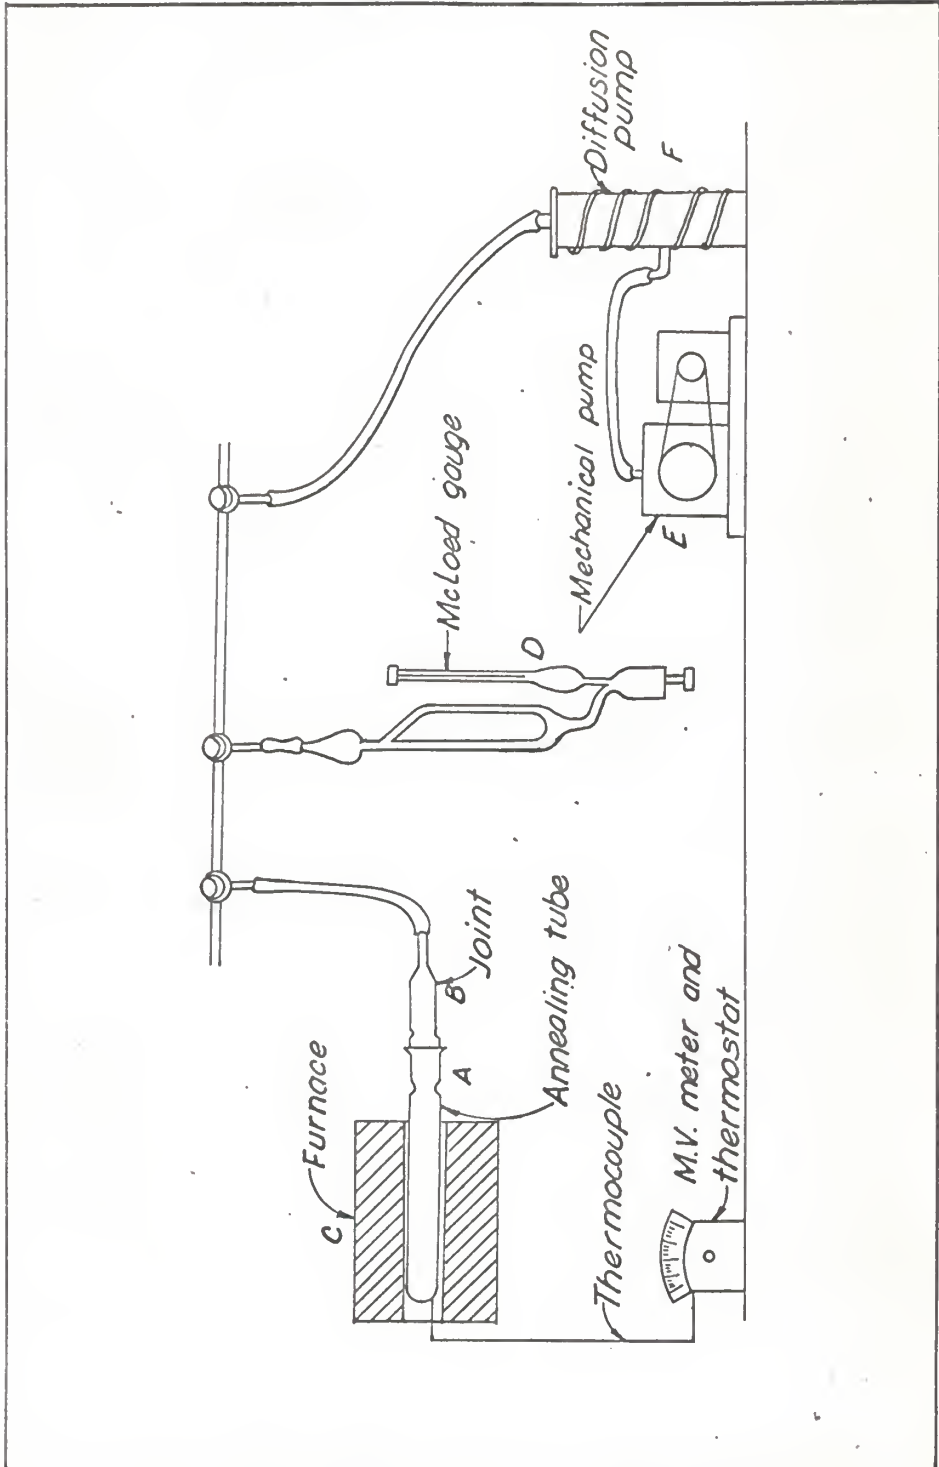 C
Furnace
A
B
Joint
Annealing tube
Thermocouple
M.V. meter and
thermostat
McLoed gauge
D
Mechanical pump
E
Diffusion
pump
F